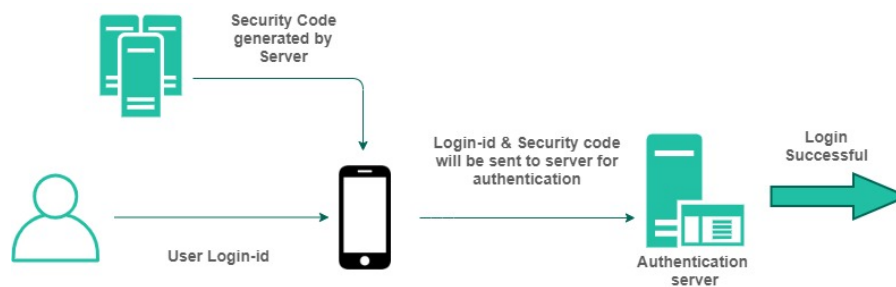 Security Code
generated by
Server
Login-id & Security code
will be sent to server for
authentication
Login
Successful
User Login-id
Authentication
server